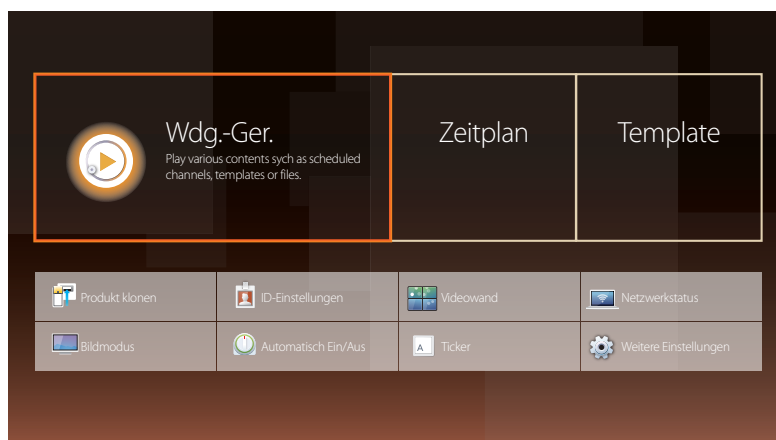 Wdg.-Ger.
Play various contents sych as scheduled
channels, templates or files.
Zeitplan
Template
Produkt klonen
ID-Einstellungen
Videowand
Netzwerkstatus
Bildmodus
Automatisch Ein/Aus
A
Ticker
Weitere Einstellungen